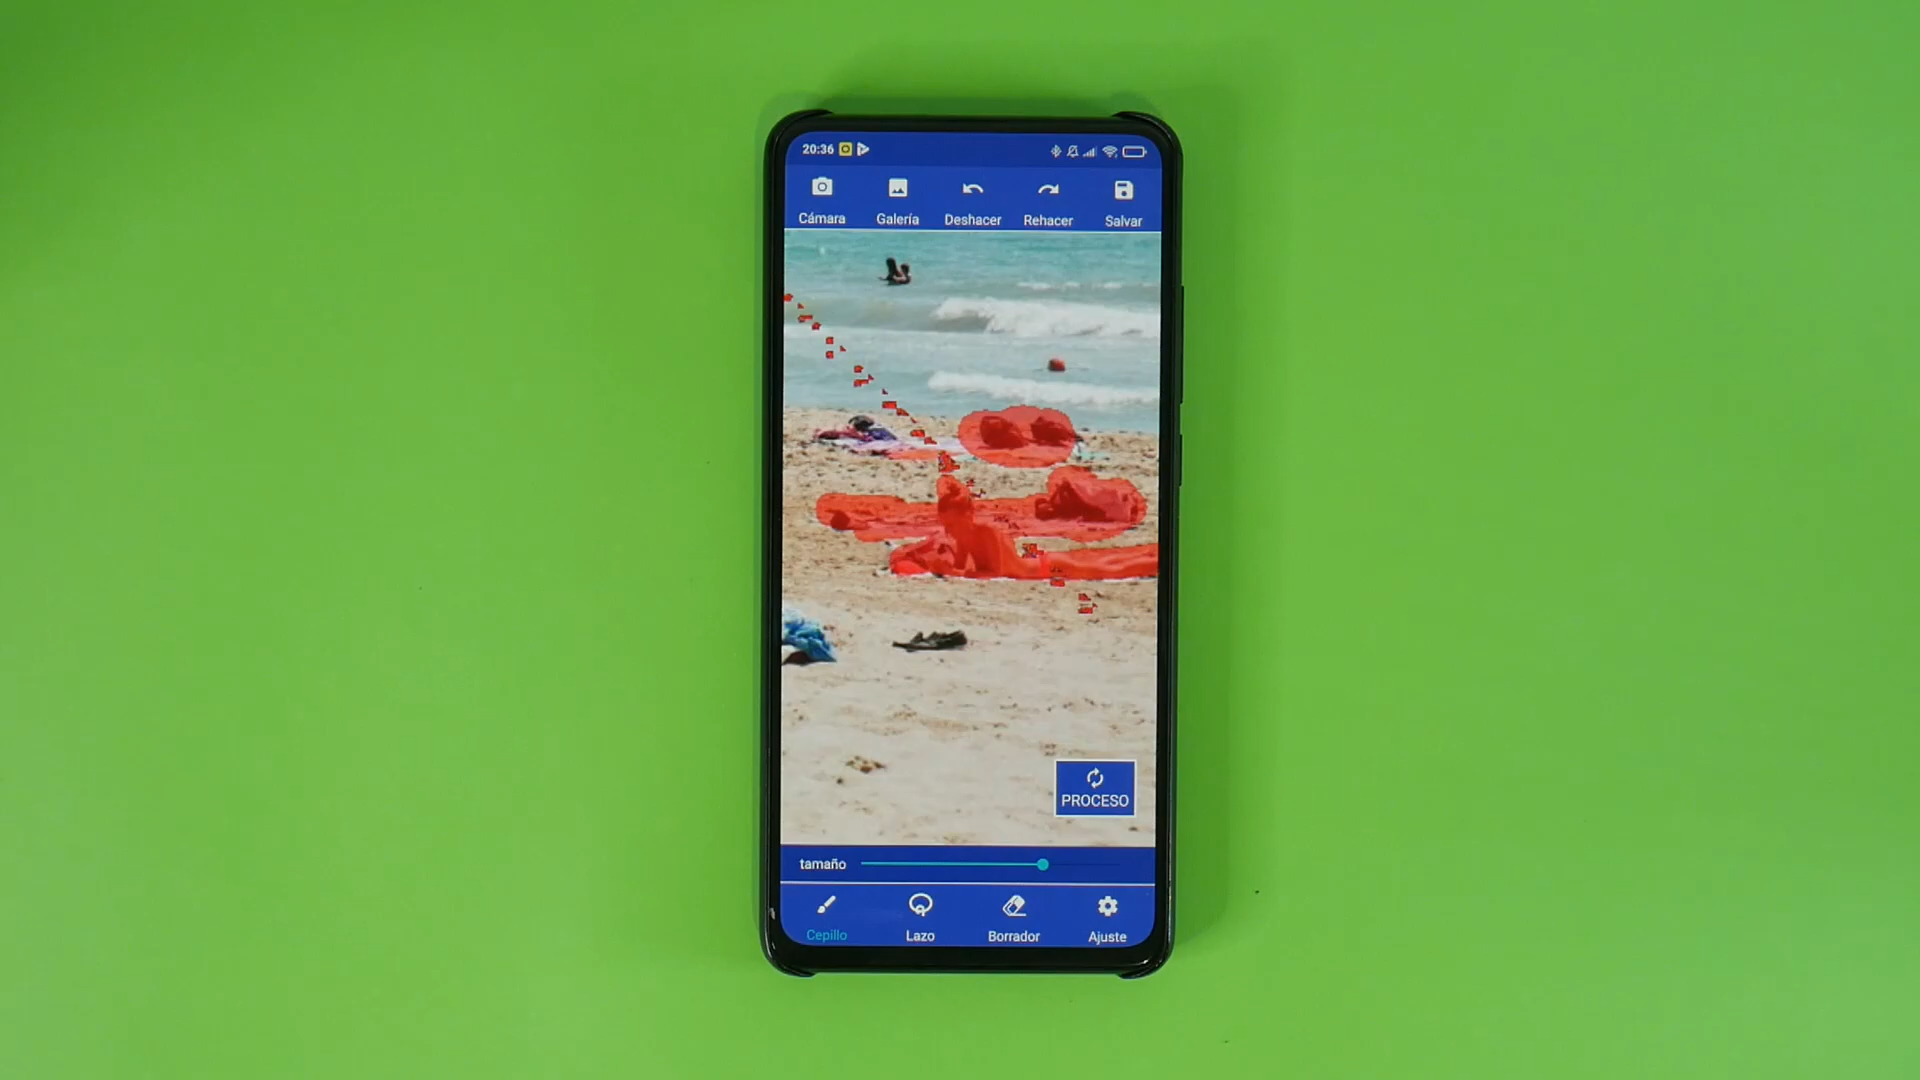 20:36
Cámara Galería Deshacer Rehacer Salvar
PROCESO
tamaño
Cepillo Lazo Borrador Ajuste